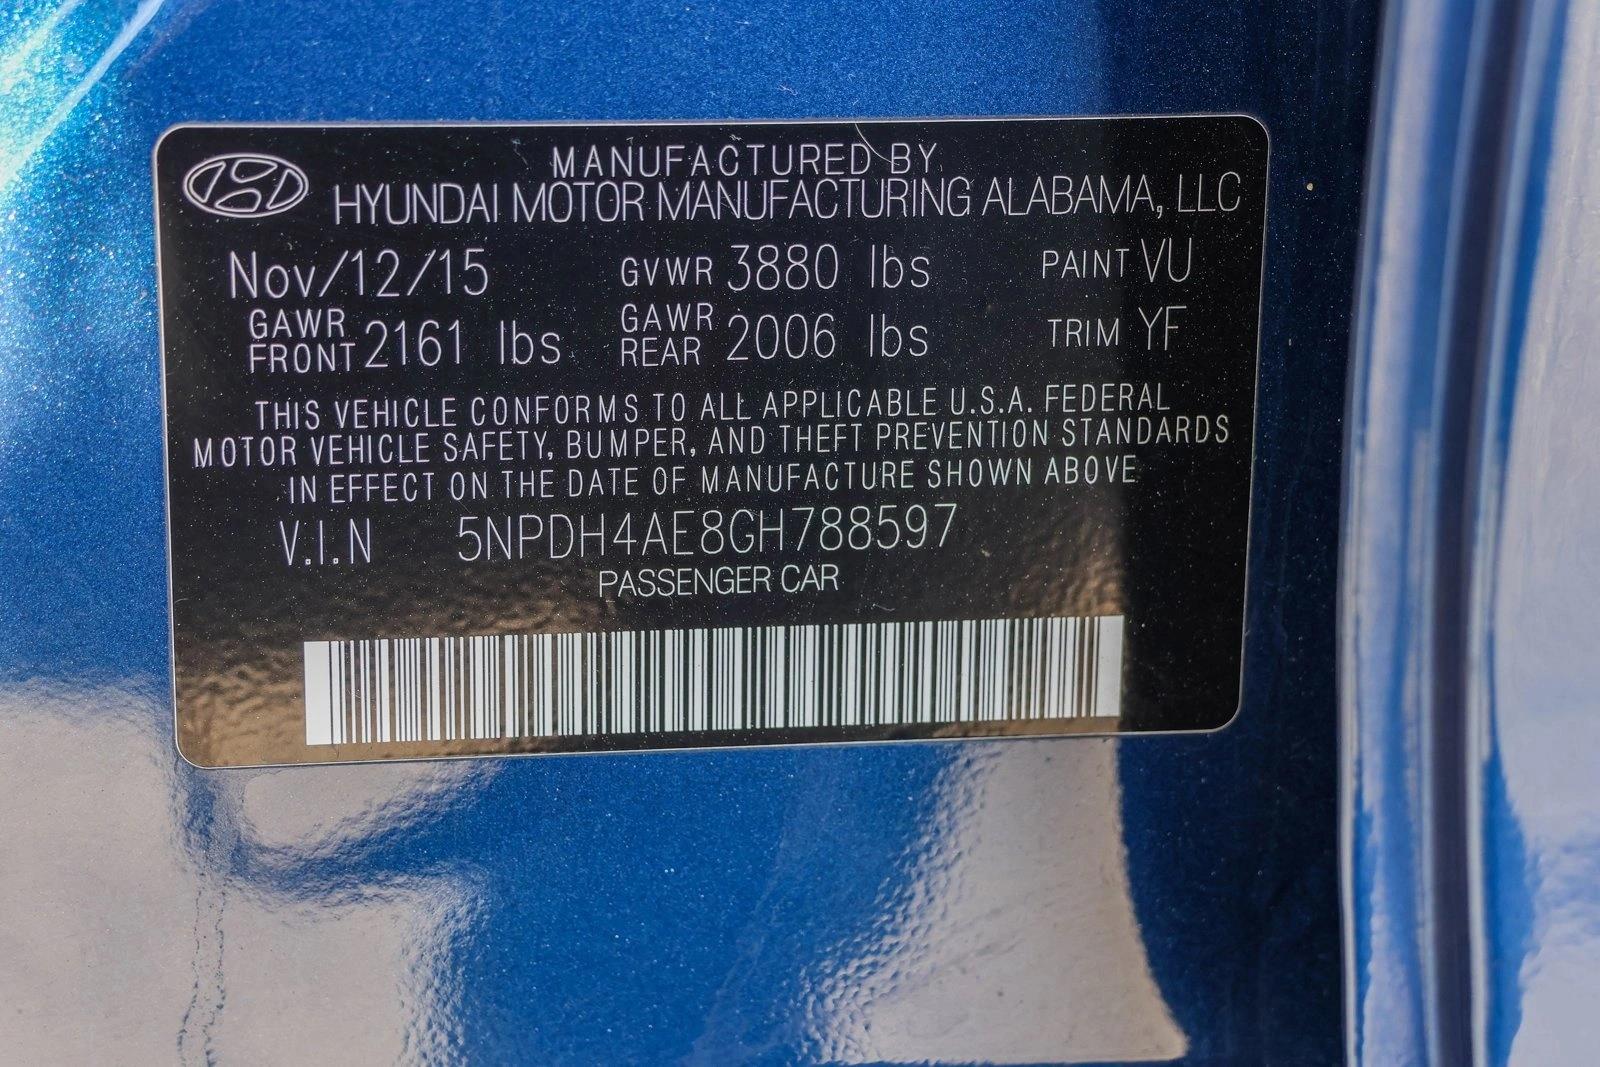 MANUFACTURED BY
HYUNDAI MOTOR MANUFACTURING ALABAMA, LLC
Nov/12/15 GVWR 3880 lbs PAINT VU
GAWR FRONT 2161 lbs GAWR REAR 2006 lbs TRIM YF
THIS VEHICLE CONFORMS TO ALL APPLICABLE U.S.A. FEDERAL
MOTOR VEHICLE SAFETY, BUMPER, AND THEFT PREVENTION STANDARDS
IN EFFECT ON THE DATE OF MANUFACTURE SHOWN ABOVE
V.I.N 5NPDH4AE8GH788597
PASSENGER CAR